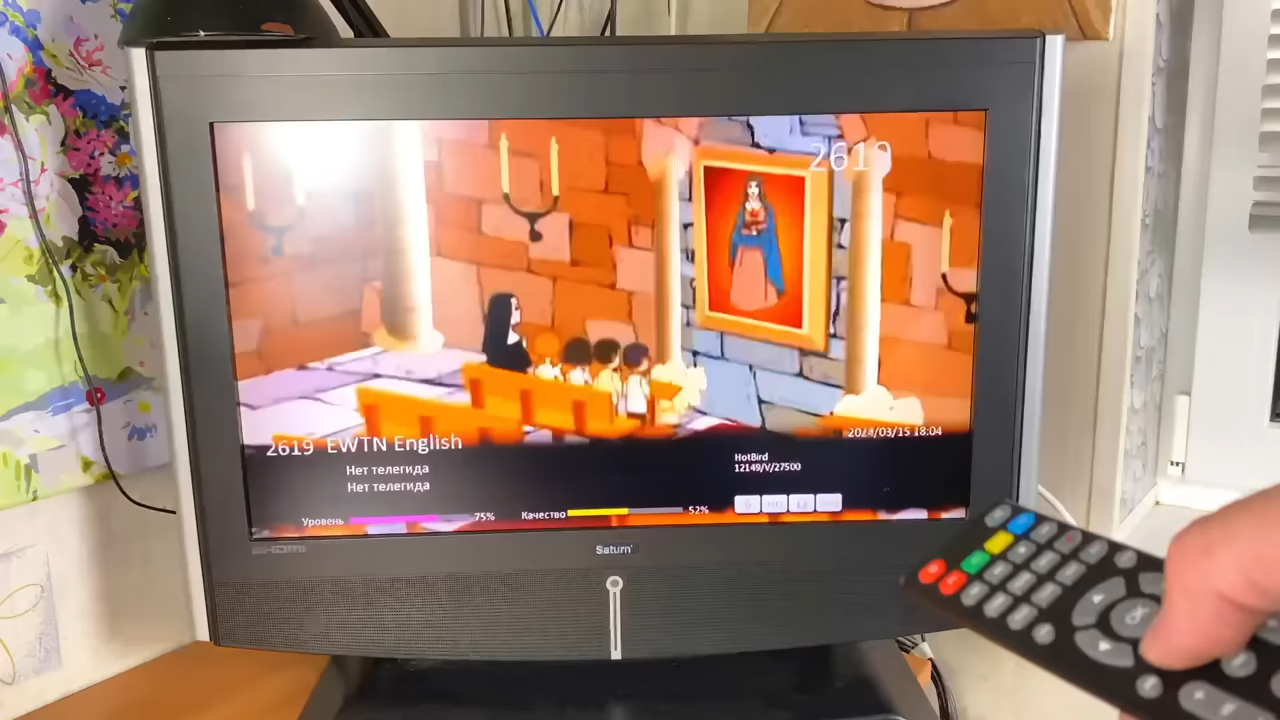 2619
2619 EWTN English
2024/03/15 18:04
Нет телегида
Нет телегида
HotBird
12149/V/27500
Уровень 75%
Качество 52%
HDMI
Saturn